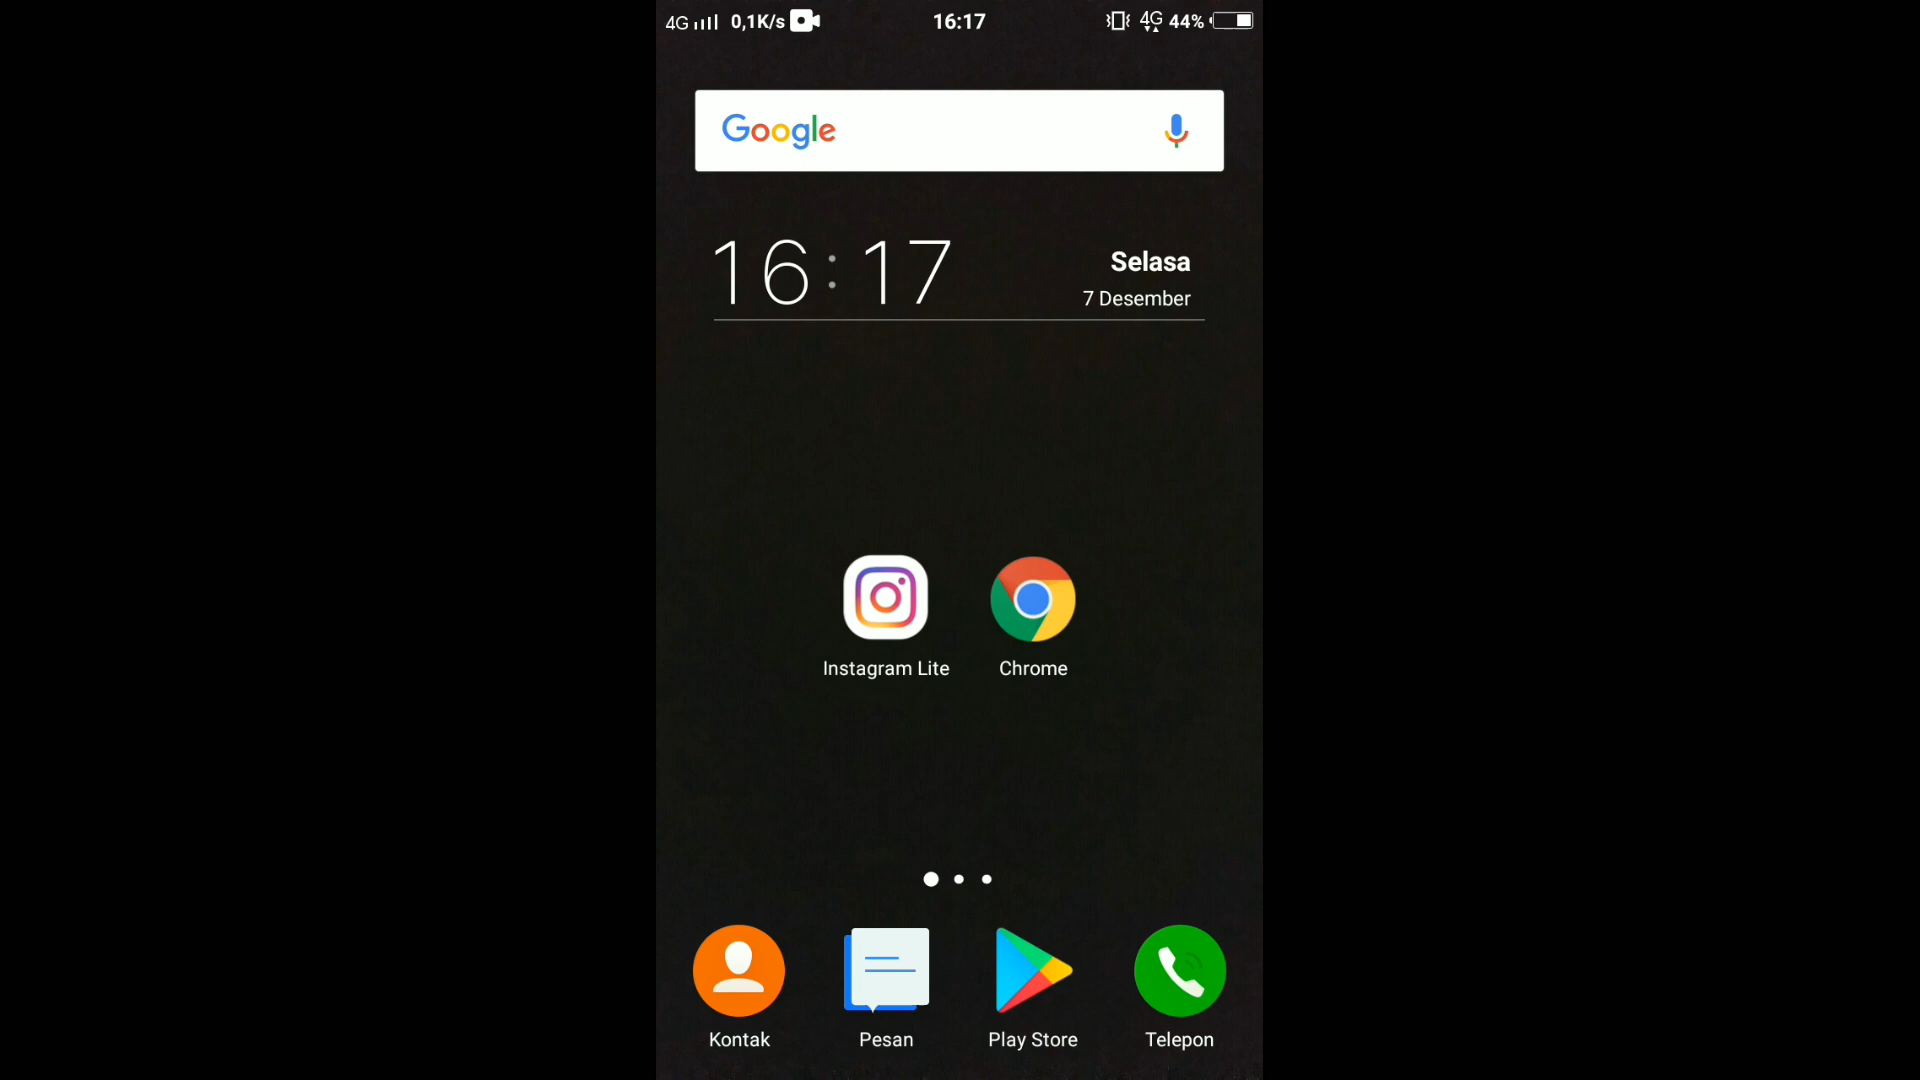 4G 0,1K/s 16:17 4G 44%
Google
16:17
Selasa
7 Desember
Instagram Lite Chrome
Kontak Pesan Play Store Telepon